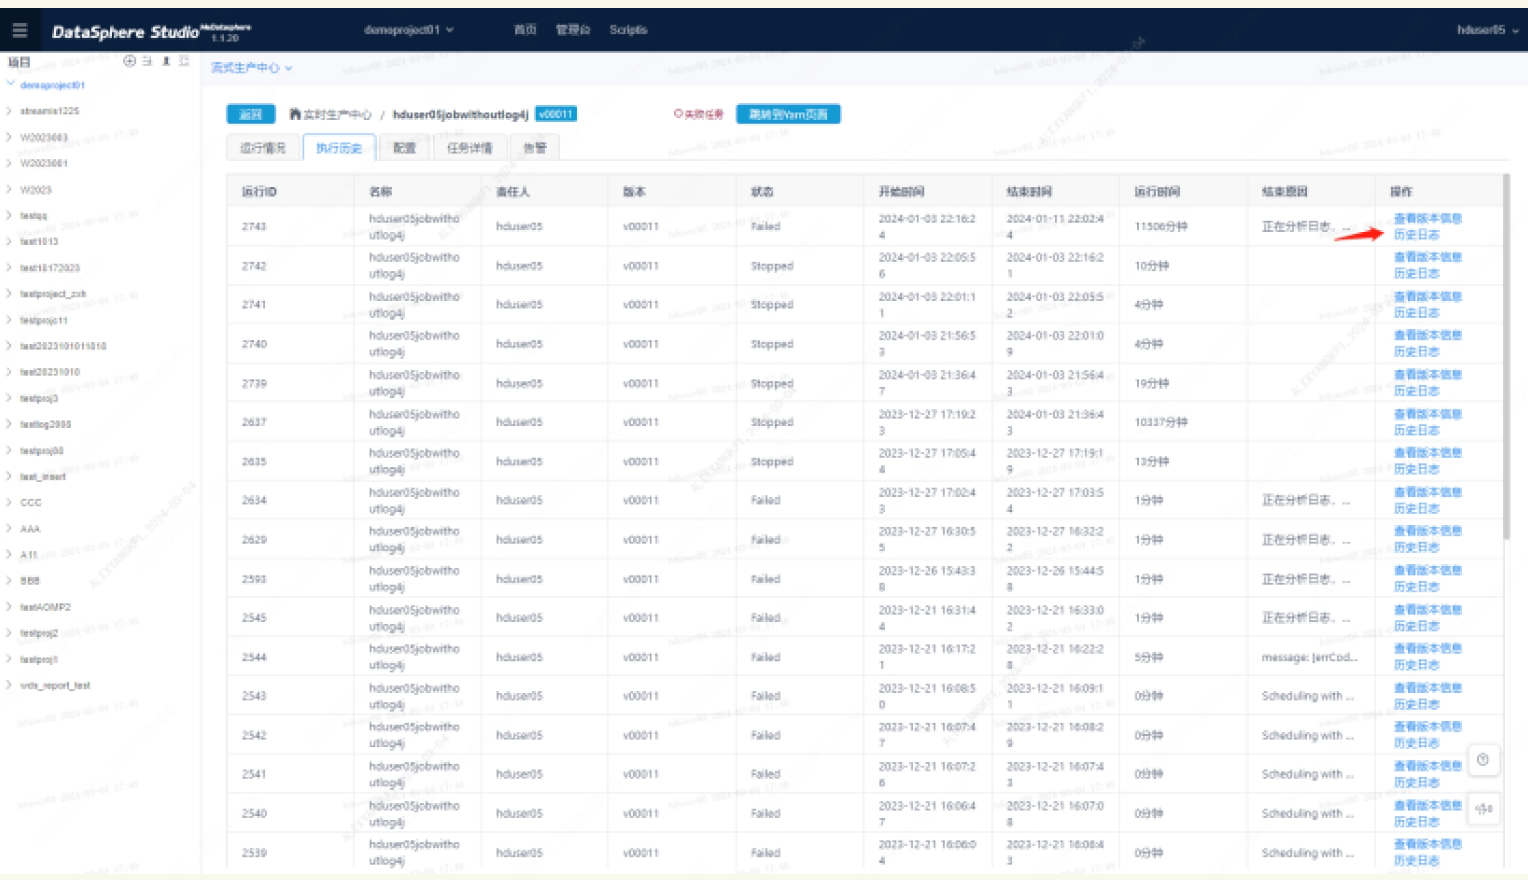 DataSphere Studio
1.1.20
demoproject01
首页 管理台 Scriptis
hduser05
项目
demoproject01
streamis1225
W2023083
W2023081
W2023
testqq
test1013
test10172023
testproject_zxh
testprojc11
test2023101011818
test20231010
testproj3
testlog2008
testproj08
test_insert
CCC
AAA
A11
BBB
testAOMP2
testproj2
testproj1
wds_report_test
流式生产中心
返回 实时生产中心 / hduser05jobwithoutlog4j v00011 失败任务 跳转到Yarn页面
运行情况 执行历史 配置 任务详情 告警
运行ID 名称 责任人 版本 状态 开始时间 结束时间 运行时间 结束原因 操作
2743 hduser05jobwithoutlog4j hduser05 v00011 Failed 2024-01-03 22:16:24 2024-01-11 22:02:44 11506分钟 正在分析日志, ... 查看版本信息 历史日志
2742 hduser05jobwithoutlog4j hduser05 v00011 Stopped 2024-01-03 22:05:56 2024-01-03 22:16:21 10分钟 查看版本信息 历史日志
2741 hduser05jobwithoutlog4j hduser05 v00011 Stopped 2024-01-03 22:01:11 2024-01-03 22:05:52 4分钟 查看版本信息 历史日志
2740 hduser05jobwithoutlog4j hduser05 v00011 Stopped 2024-01-03 21:56:53 2024-01-03 22:01:09 4分钟 查看版本信息 历史日志
2739 hduser05jobwithoutlog4j hduser05 v00011 Stopped 2024-01-03 21:36:47 2024-01-03 21:56:43 19分钟 查看版本信息 历史日志
2637 hduser05jobwithoutlog4j hduser05 v00011 Stopped 2023-12-27 17:19:23 2024-01-03 21:36:43 10337分钟 查看版本信息 历史日志
2635 hduser05jobwithoutlog4j hduser05 v00011 Stopped 2023-12-27 17:05:44 2023-12-27 17:19:19 13分钟 查看版本信息 历史日志
2634 hduser05jobwithoutlog4j hduser05 v00011 Failed 2023-12-27 17:02:43 2023-12-27 17:03:54 1分钟 正在分析日志, ... 查看版本信息 历史日志
2629 hduser05jobwithoutlog4j hduser05 v00011 Failed 2023-12-27 16:30:55 2023-12-27 16:32:22 1分钟 正在分析日志, ... 查看版本信息 历史日志
2593 hduser05jobwithoutlog4j hduser05 v00011 Failed 2023-12-26 15:43:38 2023-12-26 15:44:58 1分钟 正在分析日志, ... 查看版本信息 历史日志
2545 hduser05jobwithoutlog4j hduser05 v00011 Failed 2023-12-21 16:31:44 2023-12-21 16:33:02 1分钟 正在分析日志, ... 查看版本信息 历史日志
2544 hduser05jobwithoutlog4j hduser05 v00011 Failed 2023-12-21 16:17:21 2023-12-21 16:22:28 5分钟 message: [errCod... 查看版本信息 历史日志
2543 hduser05jobwithoutlog4j hduser05 v00011 Failed 2023-12-21 16:08:50 2023-12-21 16:09:11 0分钟 Scheduling with ... 查看版本信息 历史日志
2542 hduser05jobwithoutlog4j hduser05 v00011 Failed 2023-12-21 16:07:47 2023-12-21 16:08:29 0分钟 Scheduling with ... 查看版本信息 历史日志
2541 hduser05jobwithoutlog4j hduser05 v00011 Failed 2023-12-21 16:07:26 2023-12-21 16:07:43 0分钟 Scheduling with ... 查看版本信息 历史日志
2540 hduser05jobwithoutlog4j hduser05 v00011 Failed 2023-12-21 16:06:47 2023-12-21 16:07:08 0分钟 Scheduling with ... 查看版本信息 历史日志
2539 hduser05jobwithoutlog4j hduser05 v00011 Failed 2023-12-21 16:06:04 2023-12-21 16:06:43 0分钟 Scheduling with ... 查看版本信息 历史日志